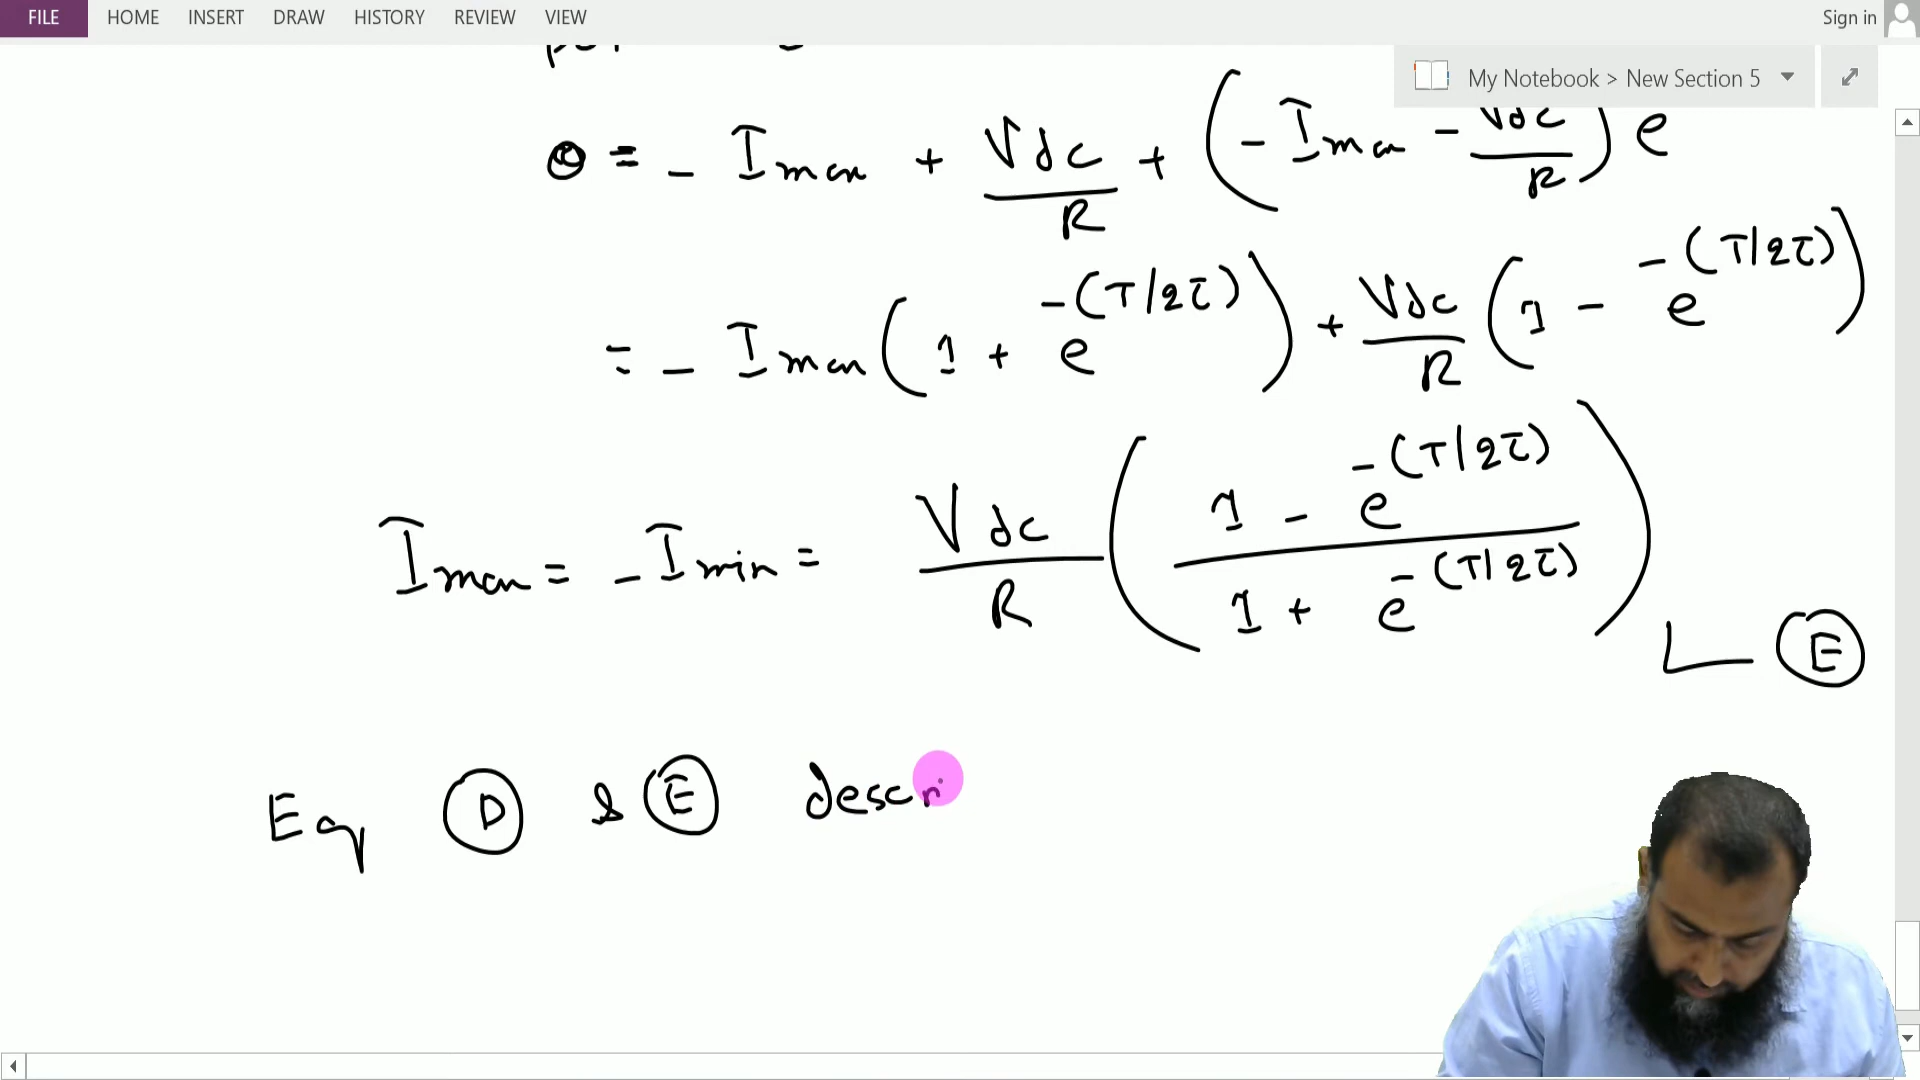 FILE HOME INSERT DRAW HISTORY REVIEW VIEW Sign in
My Notebook > New Section 5
0 = - Imax + Vdc/R + (- Imax - Vdc/R) e
= - Imax (1 + e^-(T/2τ)) + Vdc/R (1 - e^-(T/2τ))
Imax = - Imin = Vdc/R ((1 - e^-(T/2τ))/(1 + e^-(T/2τ)))
E
Eq D & E descr